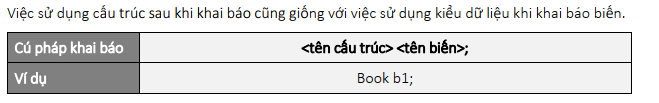 Việc sử dụng cấu trúc sau khi khai báo cũng giống với việc sử dụng kiểu dữ liệu khi khai báo biến.
Cú pháp khai báo <tên cấu trúc> <tên biến>;
Ví dụ Book b1;